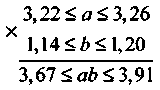 × 3,22 ≤ a ≤ 3,26
1,14 ≤ b ≤ 1,20
3,67 ≤ ab ≤ 3,91